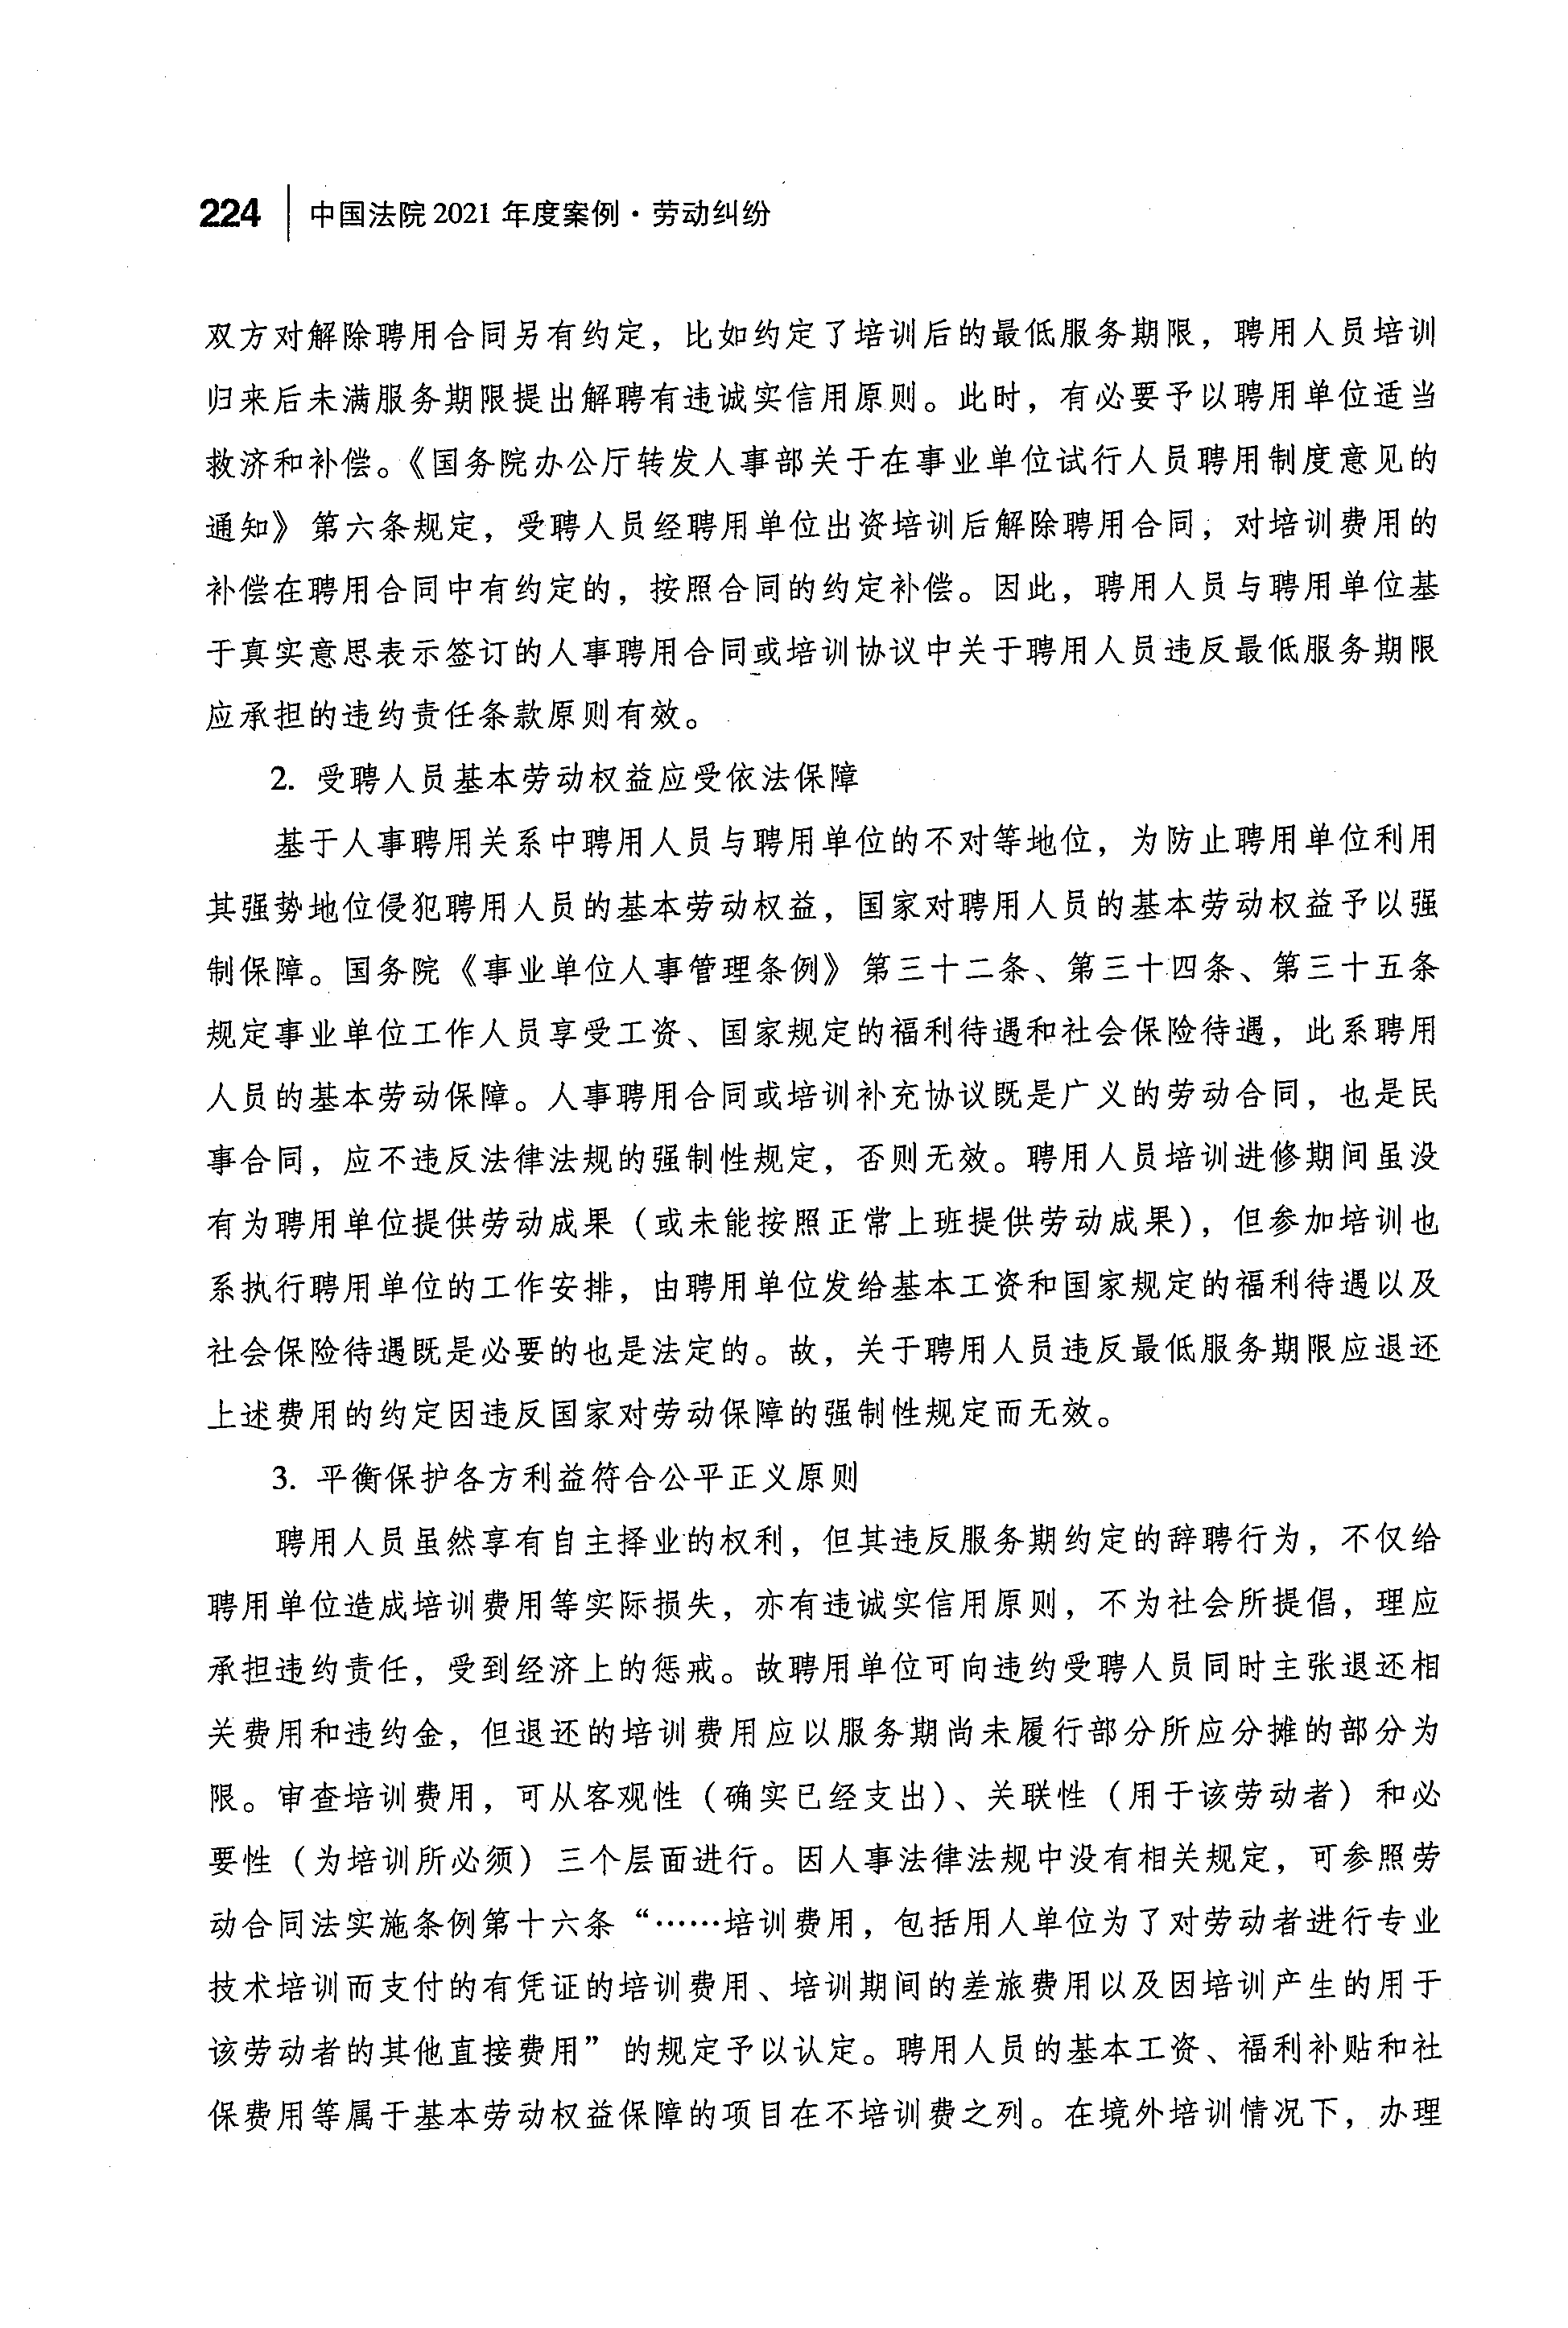 224 中国法院 2021 年度案例·劳动纠纷
双方对解除聘用合同另有约定，比如约定了培训后的最低服务期限，聘用人员培训
归来后未满服务期限提出解聘有违诚实信用原则。此时，有必要予以聘用单位适当
救济和补偿。《国务院办公厅转发人事部关于在事业单位试行人员聘用制度意见的
通知》第六条规定，受聘人员经聘用单位出资培训后解除聘用合同，对培训费用的
补偿在聘用合同中有约定的，按照合同的约定补偿。因此，聘用人员与聘用单位基
于真实意思表示签订的人事聘用合同或培训协议中关于聘用人员违反最低服务期限
应承担的违约责任条款原则有效。
2. 受聘人员基本劳动权益应受依法保障
基于人事聘用关系中聘用人员与聘用单位的不对等地位，为防止聘用单位利用
其强势地位侵犯聘用人员的基本劳动权益，国家对聘用人员的基本劳动权益予以强
制保障。国务院《事业单位人事管理条例》第三十二条、第三十四条、第三十五条
规定事业单位工作人员享受工资、国家规定的福利待遇和社会保险待遇，此系聘用
人员的基本劳动保障。人事聘用合同或培训补充协议既是广义的劳动合同，也是民
事合同，应不违反法律法规的强制性规定，否则无效。聘用人员培训进修期间虽没
有为聘用单位提供劳动成果（或未能按照正常上班提供劳动成果），但参加培训也
系执行聘用单位的工作安排，由聘用单位发给基本工资和国家规定的福利待遇以及
社会保险待遇既是必要的也是法定的。故，关于聘用人员违反最低服务期限应退还
上述费用的约定因违反国家对劳动保障的强制性规定而无效。
3. 平衡保护各方利益符合公平正义原则
聘用人员虽然享有自主择业的权利，但其违反服务期约定的辞聘行为，不仅给
聘用单位造成培训费用等实际损失，亦有违诚实信用原则，不为社会所提倡，理应
承担违约责任，受到经济上的惩戒。故聘用单位可向违约受聘人员同时主张退还相
关费用和违约金，但退还的培训费用应以服务期尚未履行部分所应分摊的部分为
限。审查培训费用，可从客观性（确实已经支出）、关联性（用于该劳动者）和必
要性（为培训所必须）三个层面进行。因人事法律法规中没有相关规定，可参照劳
动合同法实施条例第十六条“……培训费用，包括用人单位为了对劳动者进行专业
技术培训而支付的有凭证的培训费用、培训期间的差旅费用以及因培训产生的用于
该劳动者的其他直接费用”的规定予以认定。聘用人员的基本工资、福利补贴和社
保费用等属于基本劳动权益保障的项目在不培训费之列。在境外培训情况下，办理